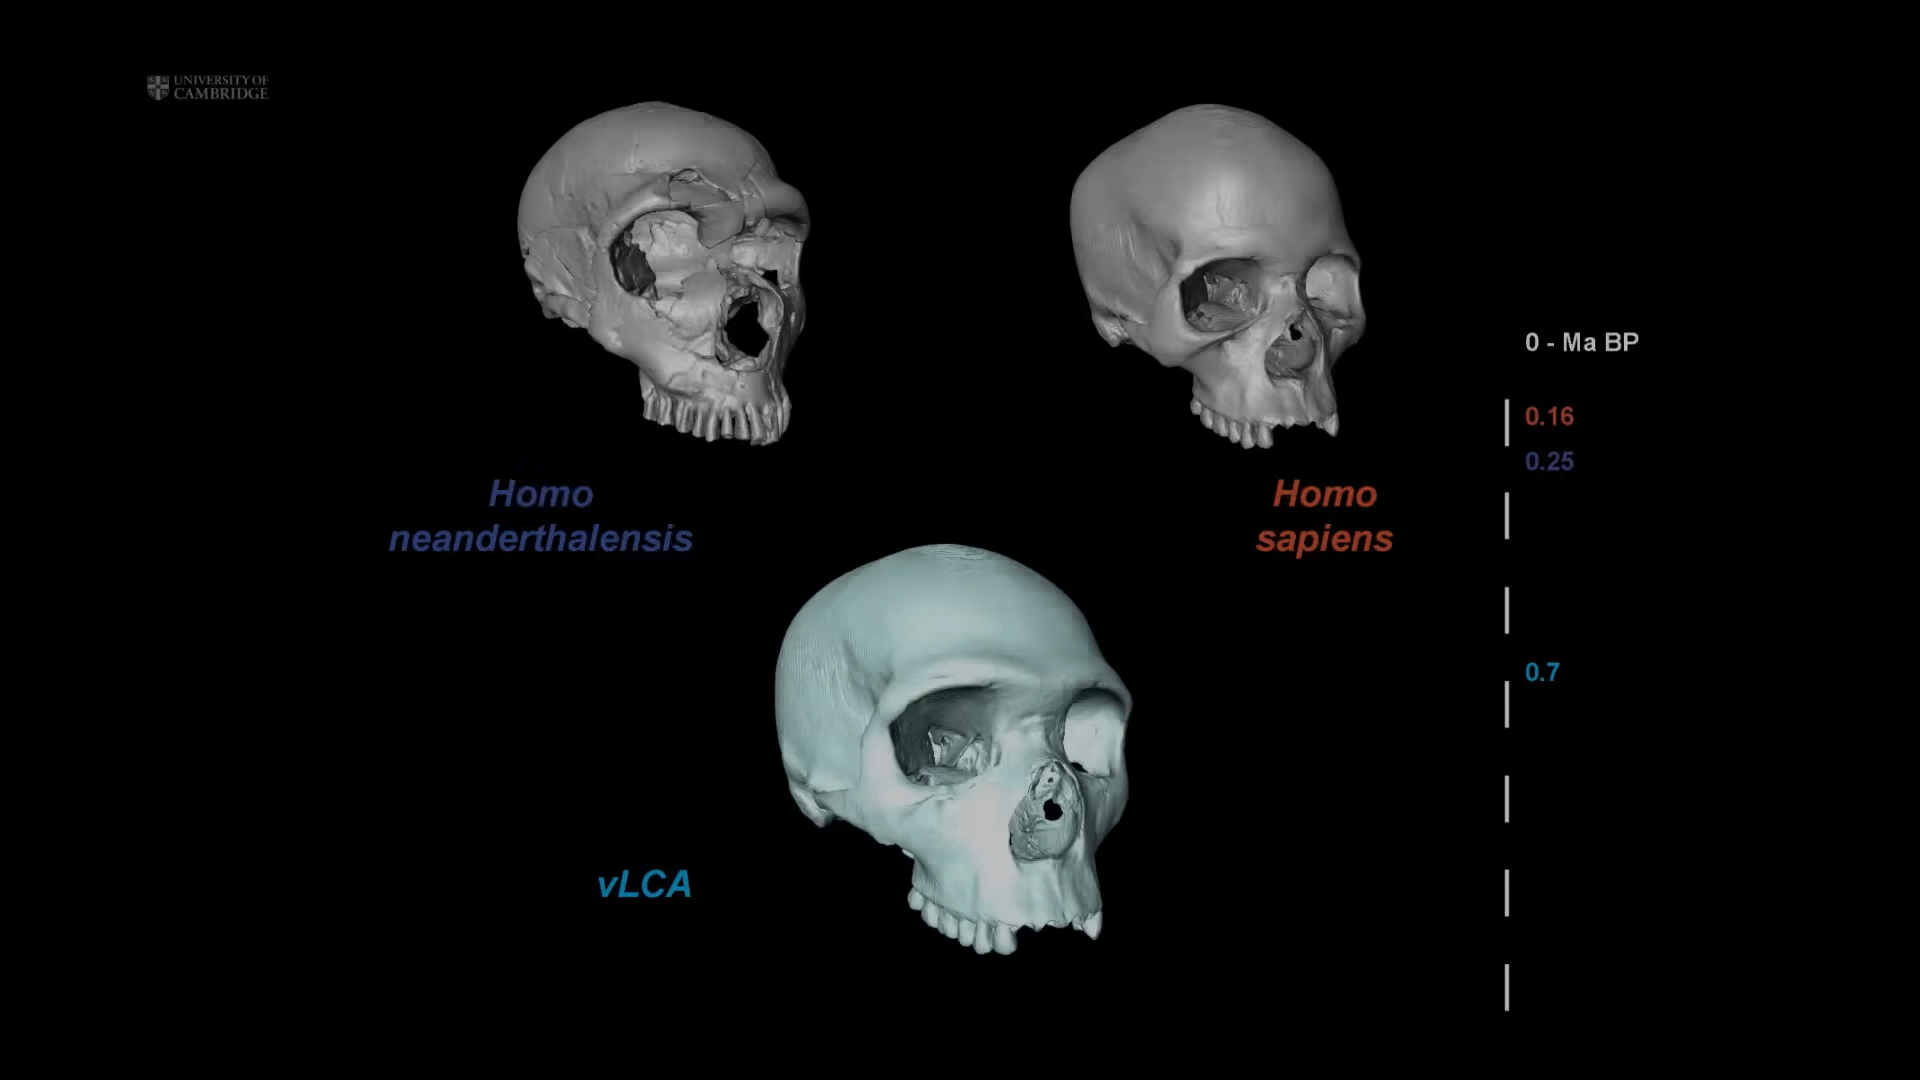 UNIVERSITY OF
CAMBRIDGE
0 - Ma BP
0.16
0.25
Homo
neanderthalensis
Homo
sapiens
0.7
vLCA